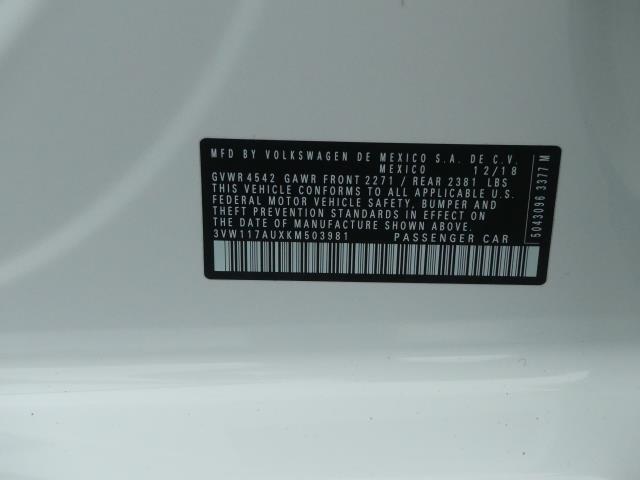 MFD BY VOLKSWAGEN DE MEXICO S.A. DE C.V.
MEXICO 12/18
GVWR 4542 GAWR FRONT 2271 / REAR 2381 LBS
THIS VEHICLE CONFORMS TO ALL APPLICABLE U.S.
FEDERAL MOTOR VEHICLE SAFETY, BUMPER AND
THEFT PREVENTION STANDARDS IN EFFECT ON
THE DATE OF MANUFACTURE SHOWN ABOVE.
3VW117AUXKM503981 PASSENGER CAR
5043096 3377 M